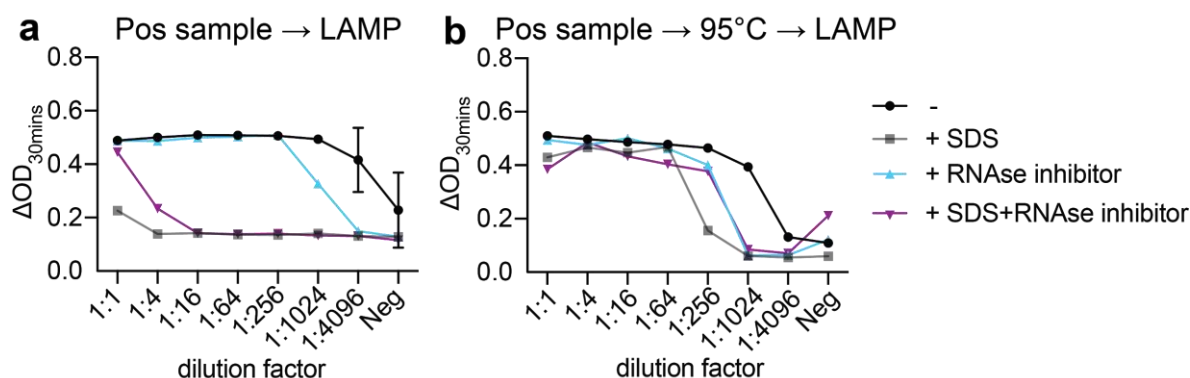 a Pos sample → LAMP
0.8
0.6
0.4
0.2
0.0
ΔOD30mins
1:1
1:4
1:16
1:64
1:256
1:1024
1:4096
Neg
dilution factor
b Pos sample → 95°C → LAMP
0.8
0.6
0.4
0.2
0.0
ΔOD30mins
1:1
1:4
1:16
1:64
1:256
1:1024
1:4096
Neg
dilution factor
-
+ SDS
+ RNAse inhibitor
+ SDS+RNAse inhibitor